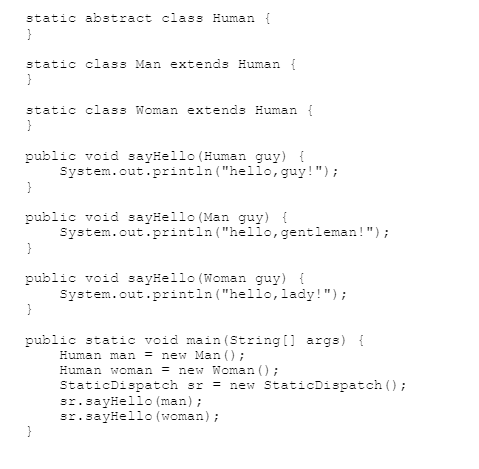 static abstract class Human {
}
static class Man extends Human {
}
static class Woman extends Human {
}
public void sayHello(Human guy) {
System.out.println("hello,guy!");
}
public void sayHello(Man guy) {
System.out.println("hello,gentleman!");
}
public void sayHello(Woman guy) {
System.out.println("hello,lady!");
}
public static void main(String[] args) {
Human man = new Man();
Human woman = new Woman();
StaticDispatch sr = new StaticDispatch();
sr.sayHello(man);
sr.sayHello(woman);
}